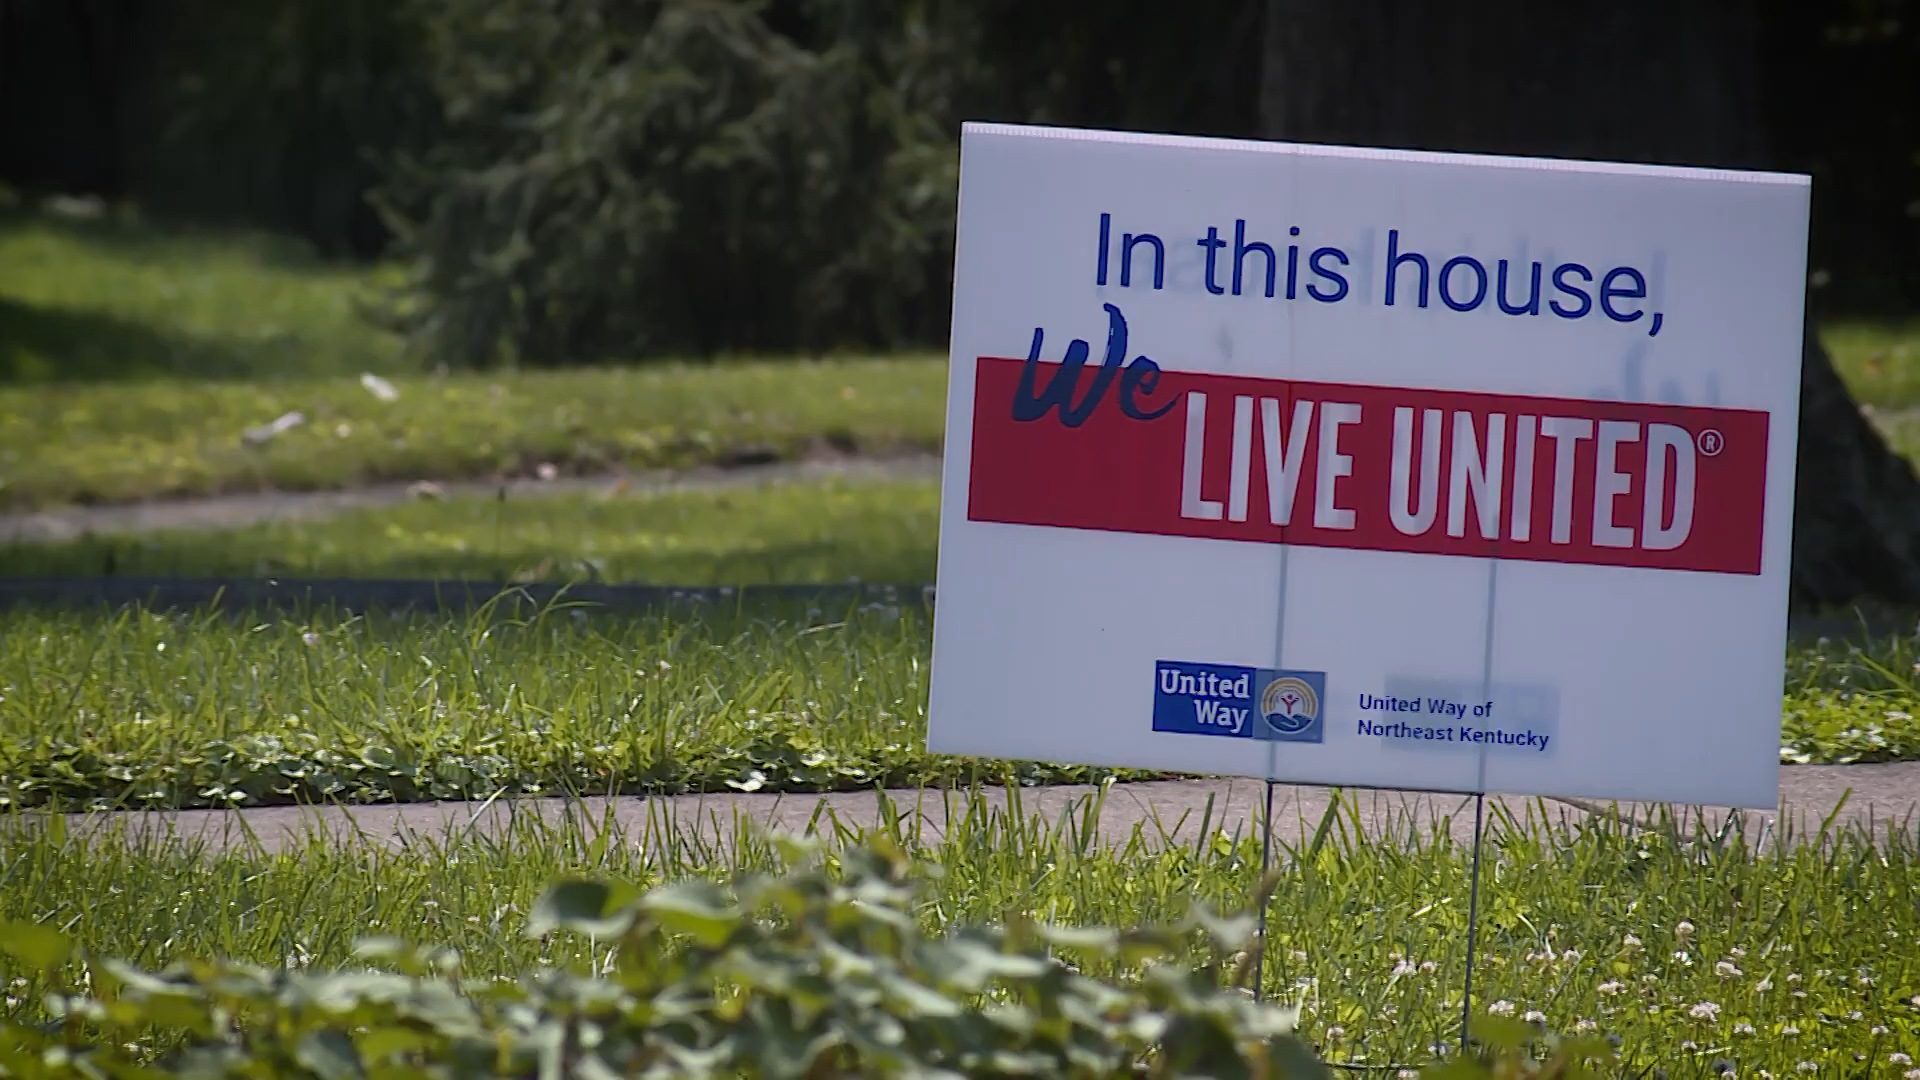 In this house,
We
LIVE UNITED®
United
Way
United Way of
Northeast Kentucky